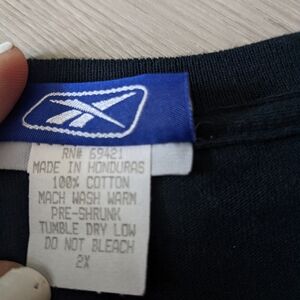 RN# 69421
MADE IN HONDURAS
100% COTTON
MACH WASH WARM
PRE-SHRUNK
TUMBLE DRY LOW
DO NOT BLEACH
2X